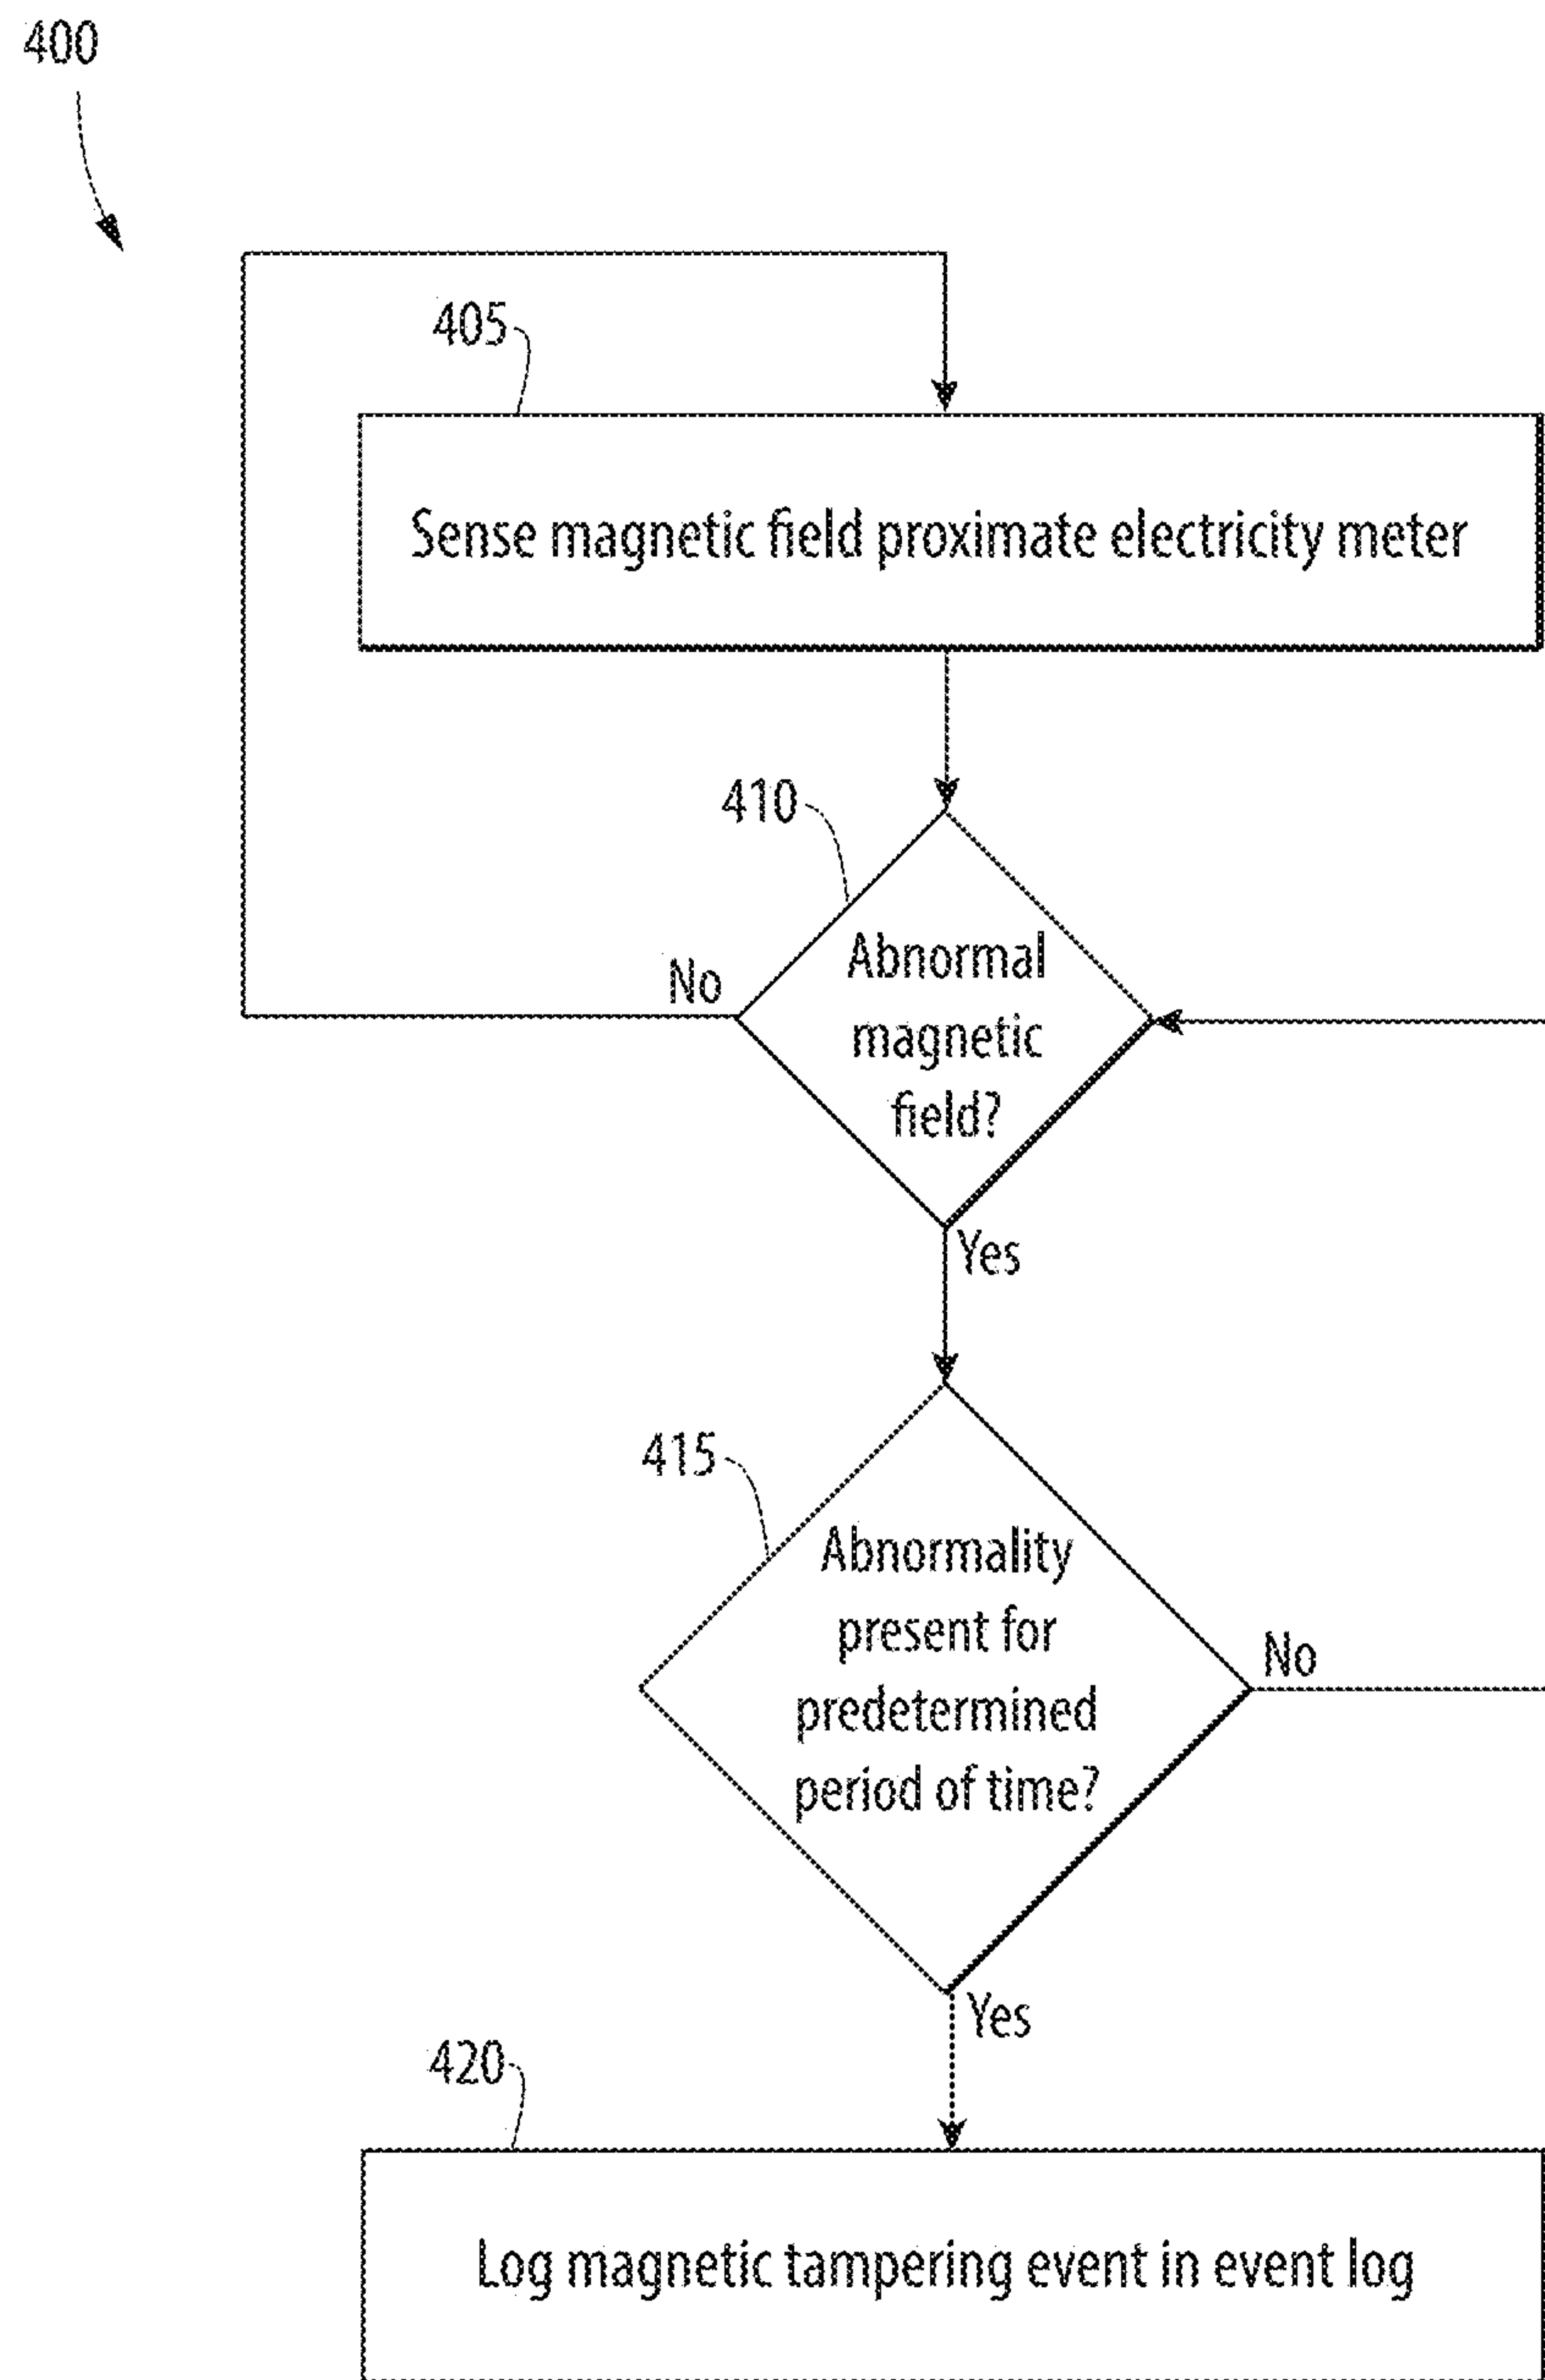 400
405
Sense magnetic field proximate electricity meter
410
Abnormal
magnetic
field?
No
Yes
415
Abnormality
present for
predetermined
period of time?
No
Yes
420
Log magnetic tampering event in event log